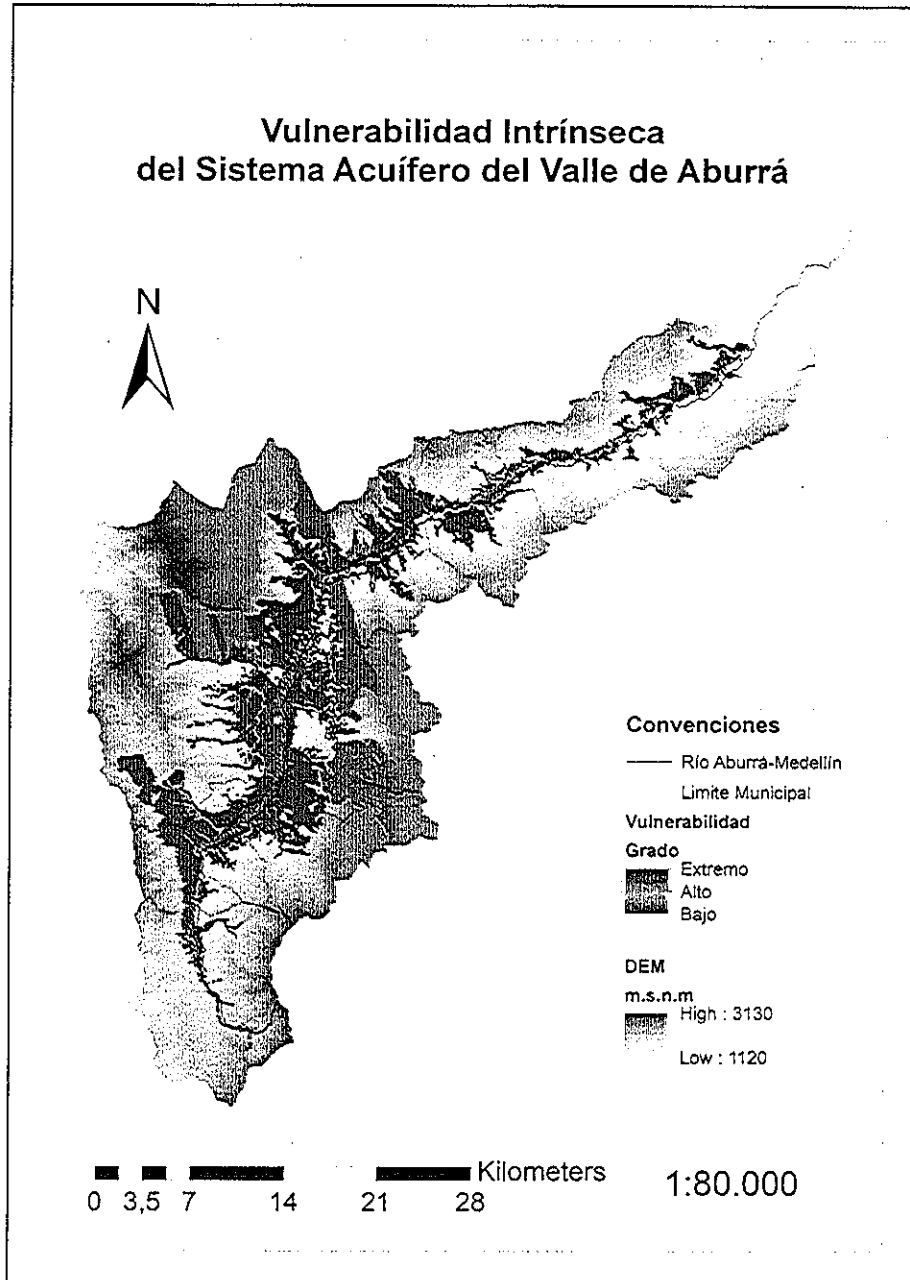 Vulnerabilidad Intrínseca
del Sistema Acuífero del Valle de Aburrá
N
Convenciones
Río Aburrá-Medellín
Limite Municipal
Vulnerabilidad
Grado
Extremo
Alto
Bajo
DEM
m.s.n.m
High : 3130
Low : 1120
Kilometers
0 3,5 7 14 21 28
1:80.000